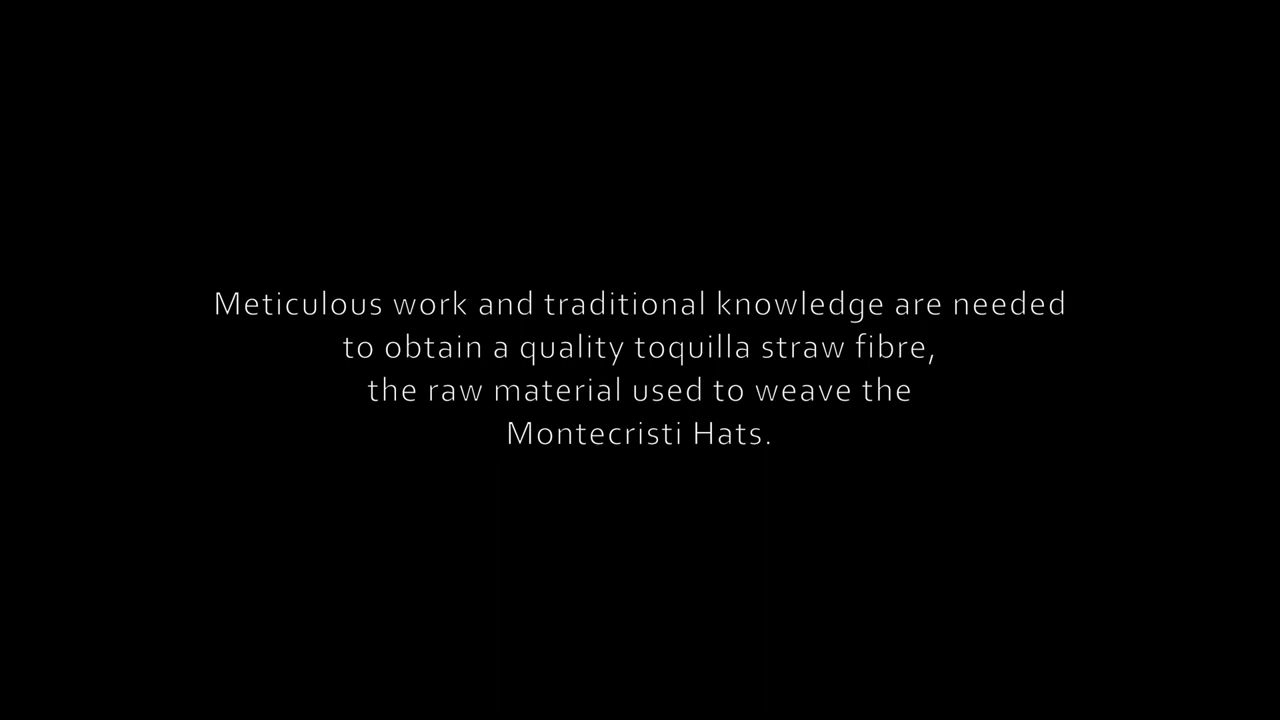 Meticulous work and traditional knowledge are needed
to obtain a quality toquilla straw fibre,
the raw material used to weave the
Montecristi Hats.